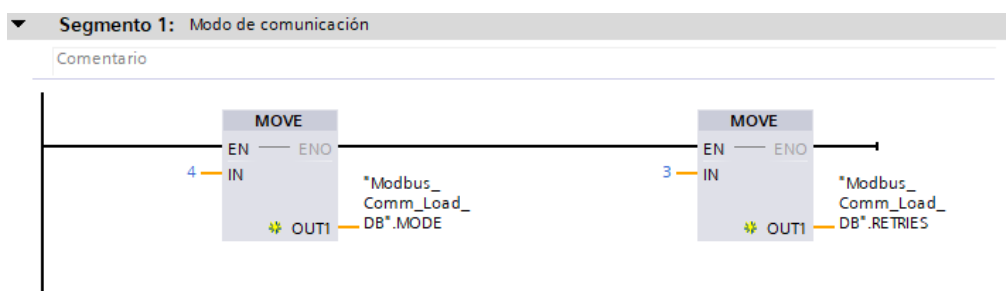 Segmento 1: Modo de comunicación
Comentario
MOVE
EN ENO
4 IN
OUT1
"Modbus_
Comm_Load_
DB".MODE
MOVE
EN ENO
3 IN
OUT1
"Modbus_
Comm_Load_
DB".RETRIES